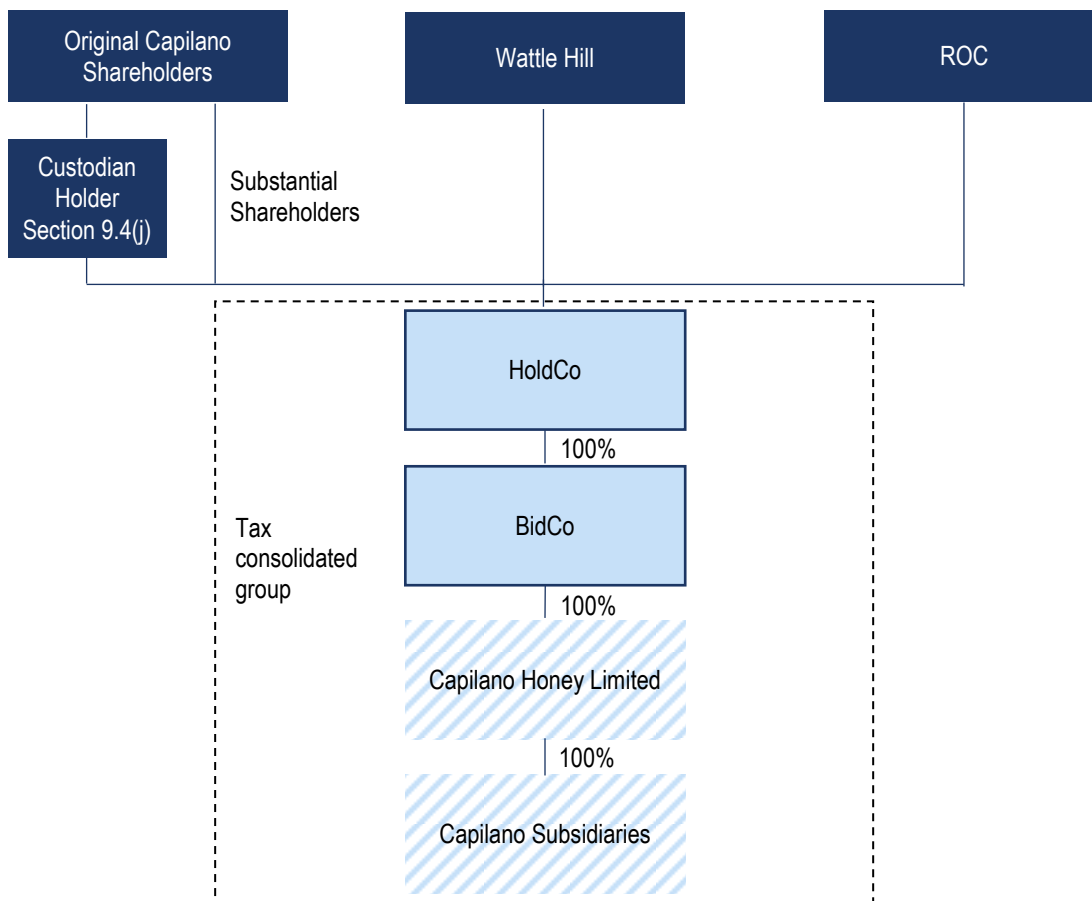 Original Capilano
Shareholders
Wattle Hill
ROC
Custodian
Holder
Section 9.4(j)
Substantial
Shareholders
HoldCo
100%
BidCo
Tax
consolidated
group
100%
Capilano Honey Limited
100%
Capilano Subsidiaries